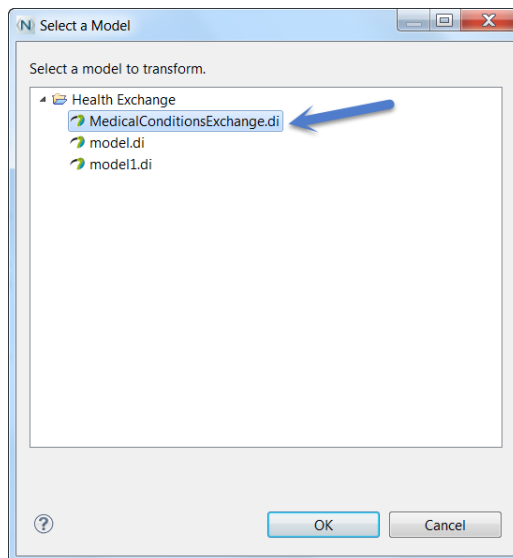 N Select a Model
Select a model to transform.
Health Exchange
MedicalConditionsExchange.di
model.di
model1.di
?
OK Cancel